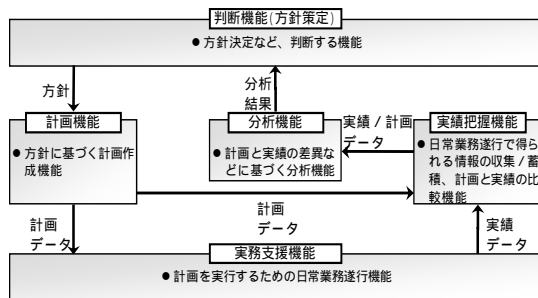 判断機能(方針策定)
● 方針決定など、判断する機能
方針
分析
結果
計画機能
● 方針に基づく計画作
成機能
分析機能
● 計画と実績の差異な
どに基づく分析機能
実績 / 計画
データ
実績把握機能
● 日常業務遂行で得ら
れる情報の収集 / 蓄
積、計画と実績の比
較機能
計画
データ
計画
データ
実績
データ
実務支援機能
● 計画を実行するための日常業務遂行機能